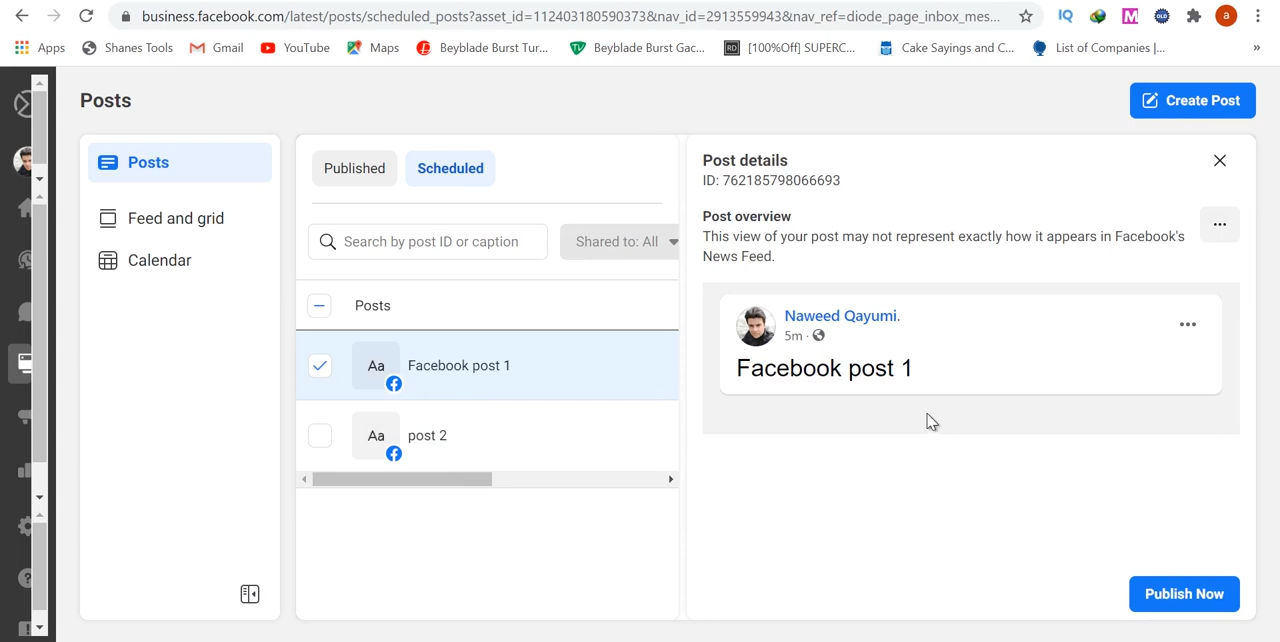 business.facebook.com/latest/posts/scheduled_posts?asset_id=112403180590373&nav_id=2913559943&nav_ref=diode_page_inbox_mes...
IQ
M
OLD
a
Apps
Shanes Tools
Gmail
YouTube
Maps
Beyblade Burst Tur...
Beyblade Burst Gac...
RD
[100%Off] SUPERC...
Cake Sayings and C...
List of Companies |...
»
Posts
Create Post
Posts
Feed and grid
Calendar
Published
Scheduled
Search by post ID or caption
Shared to: All
Posts
Aa
Facebook post 1
Aa
post 2
Post details
ID: 762185798066693
Post overview
This view of your post may not represent exactly how it appears in Facebook's
News Feed.
Naweed Qayumi.
5m ·
Facebook post 1
Publish Now